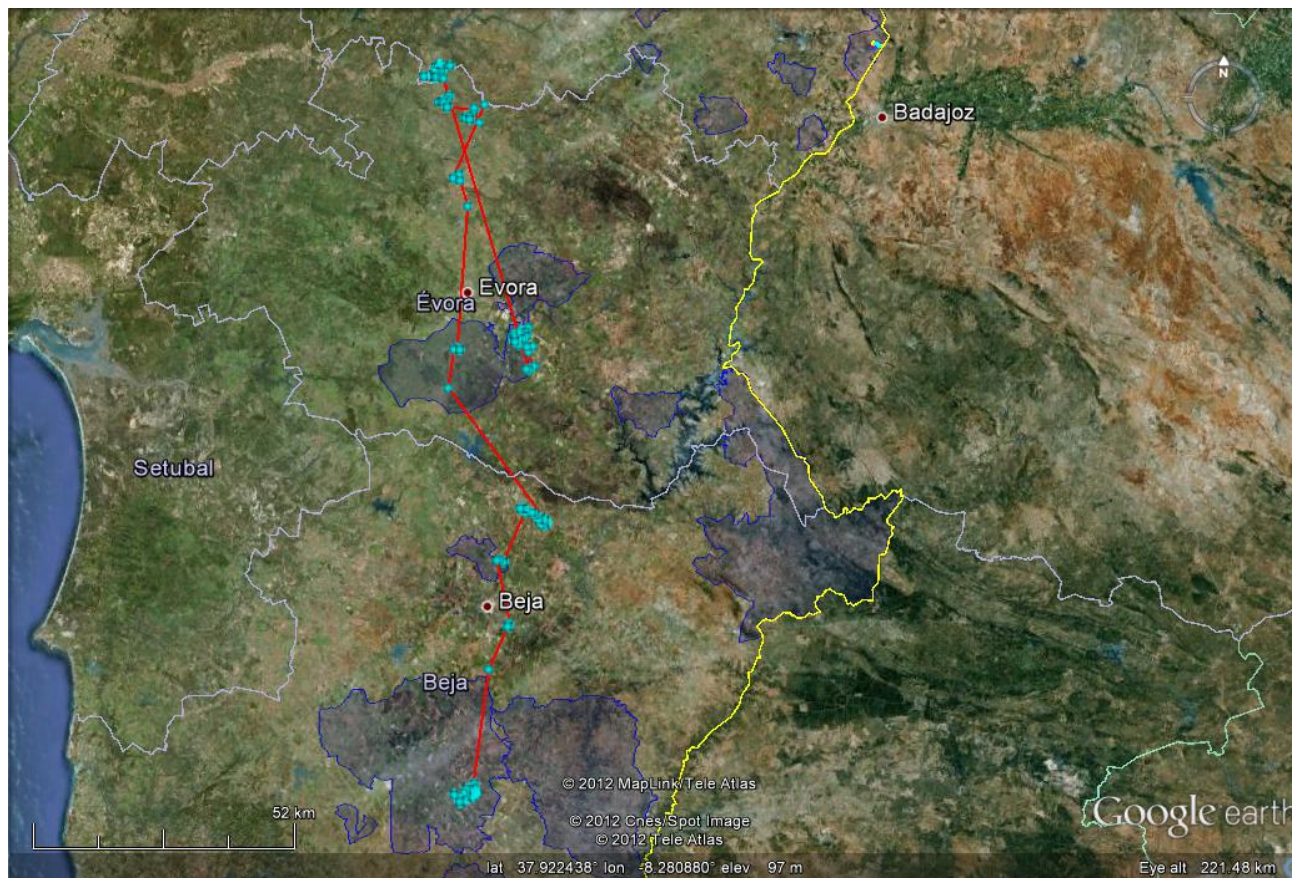 N
Badajoz
Evora
Évora
Setubal
Beja
Beja
© 2012 MapLink/Tele Atlas
52 km
© 2012 Cnes/Spot Image
© 2012 Tele Atlas
Google earth
lat 37.922438° lon -8.280880° elev 97 m
Eye alt 221.48 km